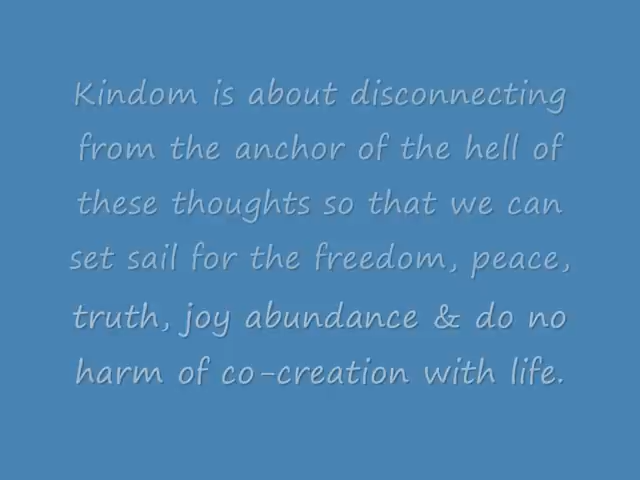 Kindom is about disconnecting
from the anchor of the hell of
these thoughts so that we can
set sail for the freedom, peace,
truth, joy abundance & do no
harm of co-creation with life.